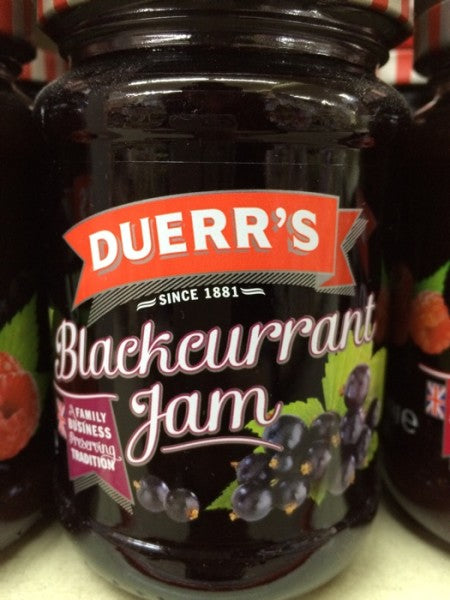 DUERR'S
SINCE 1881
Blackcurrant
Jam
A FAMILY
BUSINESS
Preserving
TRADITION